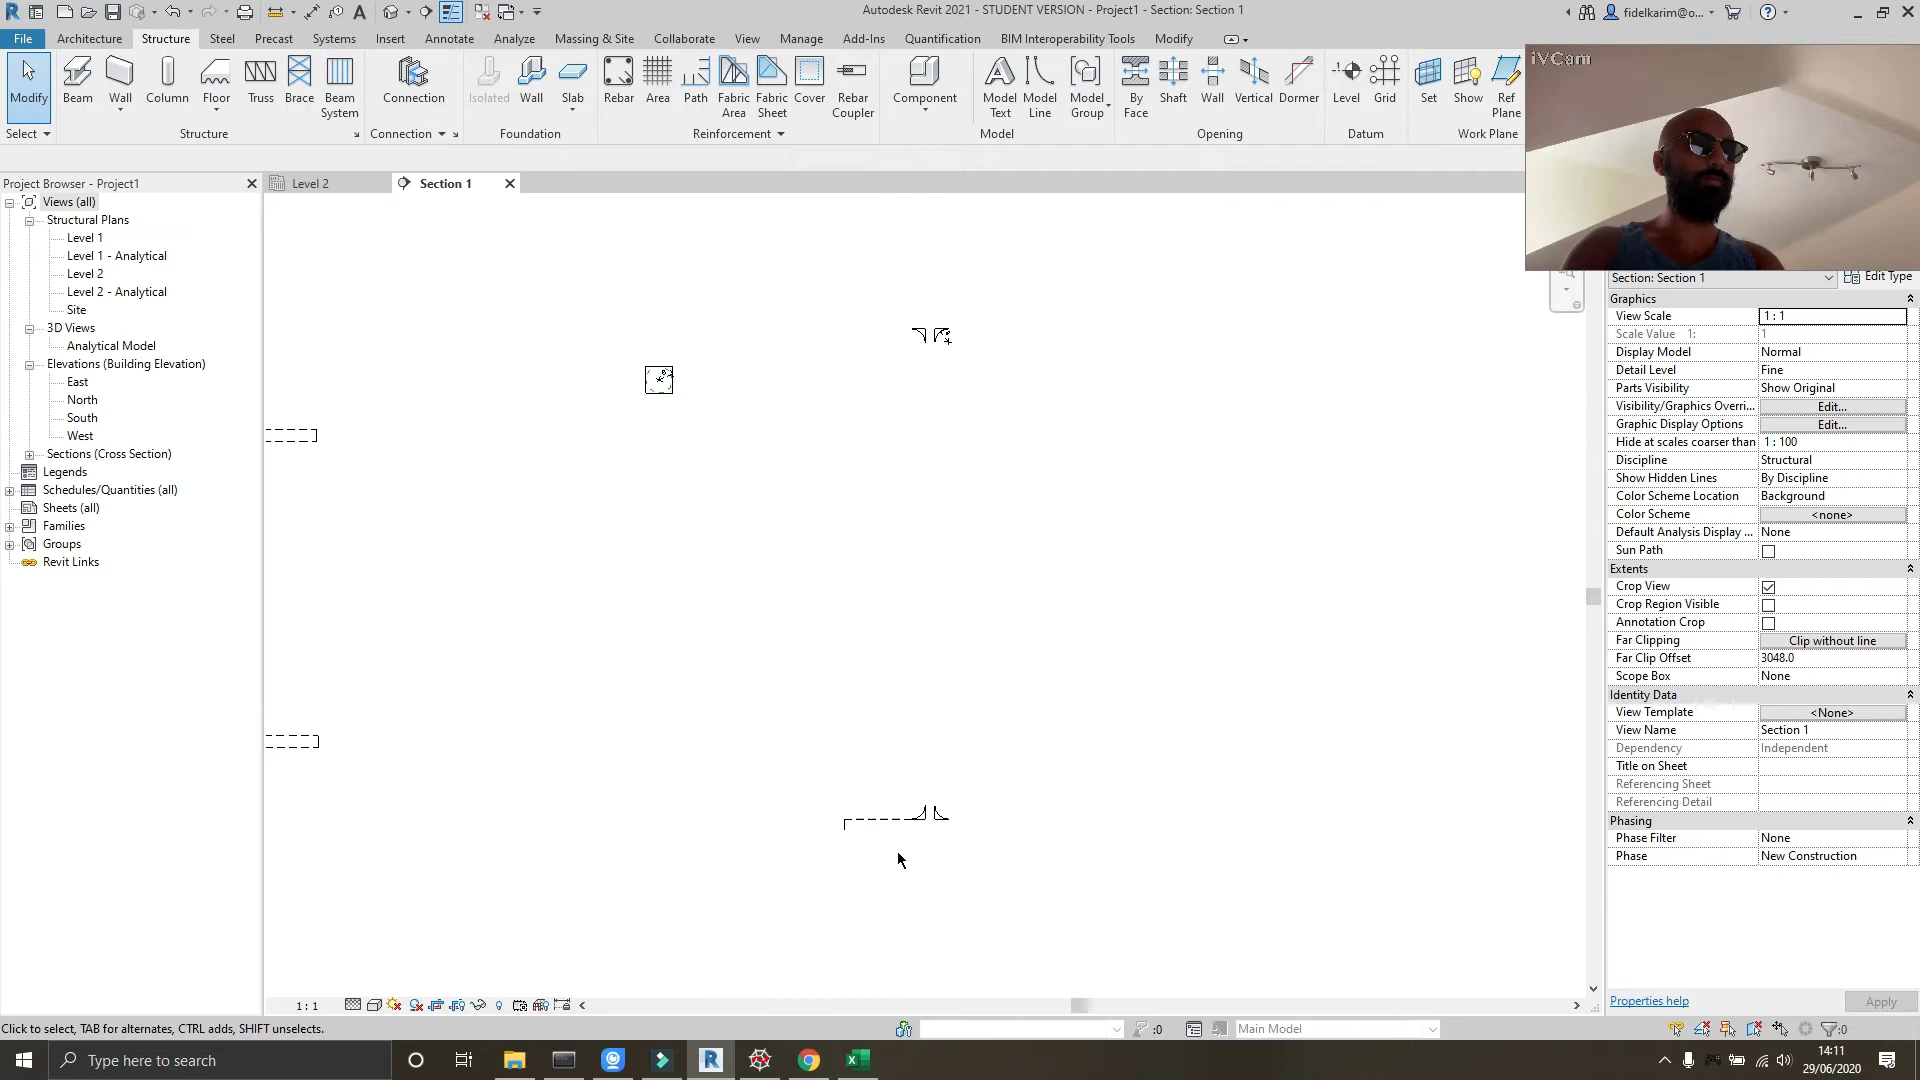 Autodesk Revit 2021 - STUDENT VERSION - Project1 - Section: Section 1
fidelkarim@o...
File Architecture Structure Steel Precast Systems Insert Annotate Analyze Massing & Site Collaborate View Manage Add-Ins Quantification BIM Interoperability Tools Modify
Modify Beam Wall Column Floor Truss Brace Beam System Connection Isolated Wall Slab Rebar Area Path Fabric Area Fabric Sheet Cover Rebar Coupler Component Model Text Model Line Model Group By Face Shaft Wall Vertical Dormer Level Grid Set Show Ref Plane
Select Structure Connection Foundation Reinforcement Model Opening Datum Work Plane
iVCam
Project Browser - Project1
Level 2
Section 1
Views (all)
Structural Plans
Level 1
Level 1 - Analytical
Level 2
Level 2 - Analytical
Site
3D Views
Analytical Model
Elevations (Building Elevation)
East
North
South
West
Sections (Cross Section)
Legends
Schedules/Quantities (all)
Sheets (all)
Families
Groups
Revit Links
Section: Section 1 Edit Type
Graphics
View Scale 1 : 1
Scale Value 1: 1
Display Model Normal
Detail Level Fine
Parts Visibility Show Original
Visibility/Graphics Overri... Edit...
Graphic Display Options Edit...
Hide at scales coarser than 1 : 100
Discipline Structural
Show Hidden Lines By Discipline
Color Scheme Location Background
Color Scheme <none>
Default Analysis Display ... None
Sun Path
Extents
Crop View
Crop Region Visible
Annotation Crop
Far Clipping Clip without line
Far Clip Offset 3048.0
Scope Box None
Identity Data
View Template <None>
View Name Section 1
Dependency Independent
Title on Sheet
Referencing Sheet
Referencing Detail
Phasing
Phase Filter None
Phase New Construction
Properties help Apply
1 : 1
Click to select, TAB for alternates, CTRL adds, SHIFT unselects.
:0
Main Model
:0
Type here to search
14:11
29/06/2020